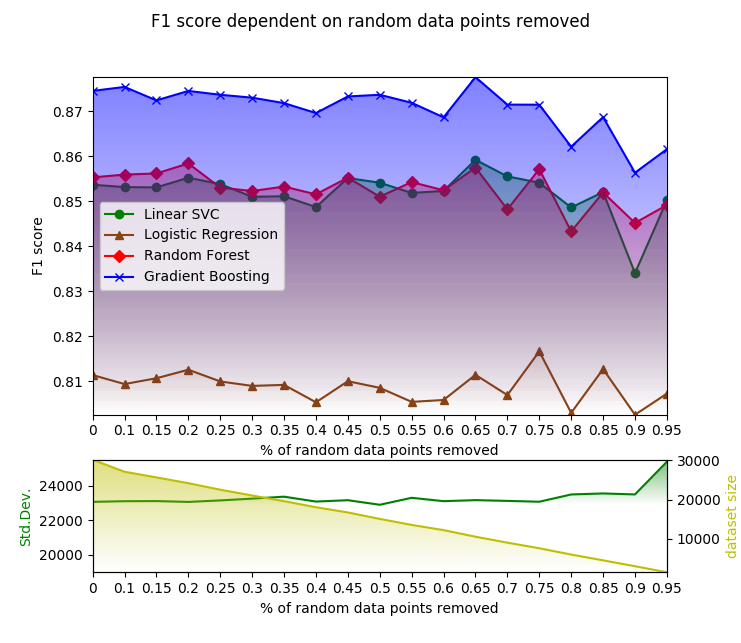 F1 score dependent on random data points removed
F1 score
0.87
0.86
0.85
0.84
0.83
0.82
0.81
Linear SVC
Logistic Regression
Random Forest
Gradient Boosting
0 0.1 0.15 0.2 0.25 0.3 0.35 0.4 0.45 0.5 0.55 0.6 0.65 0.7 0.75 0.8 0.85 0.9 0.95
% of random data points removed
Std.Dev.
24000
22000
20000
30000
20000
10000
dataset size
0 0.1 0.15 0.2 0.25 0.3 0.35 0.4 0.45 0.5 0.55 0.6 0.65 0.7 0.75 0.8 0.85 0.9 0.95
% of random data points removed